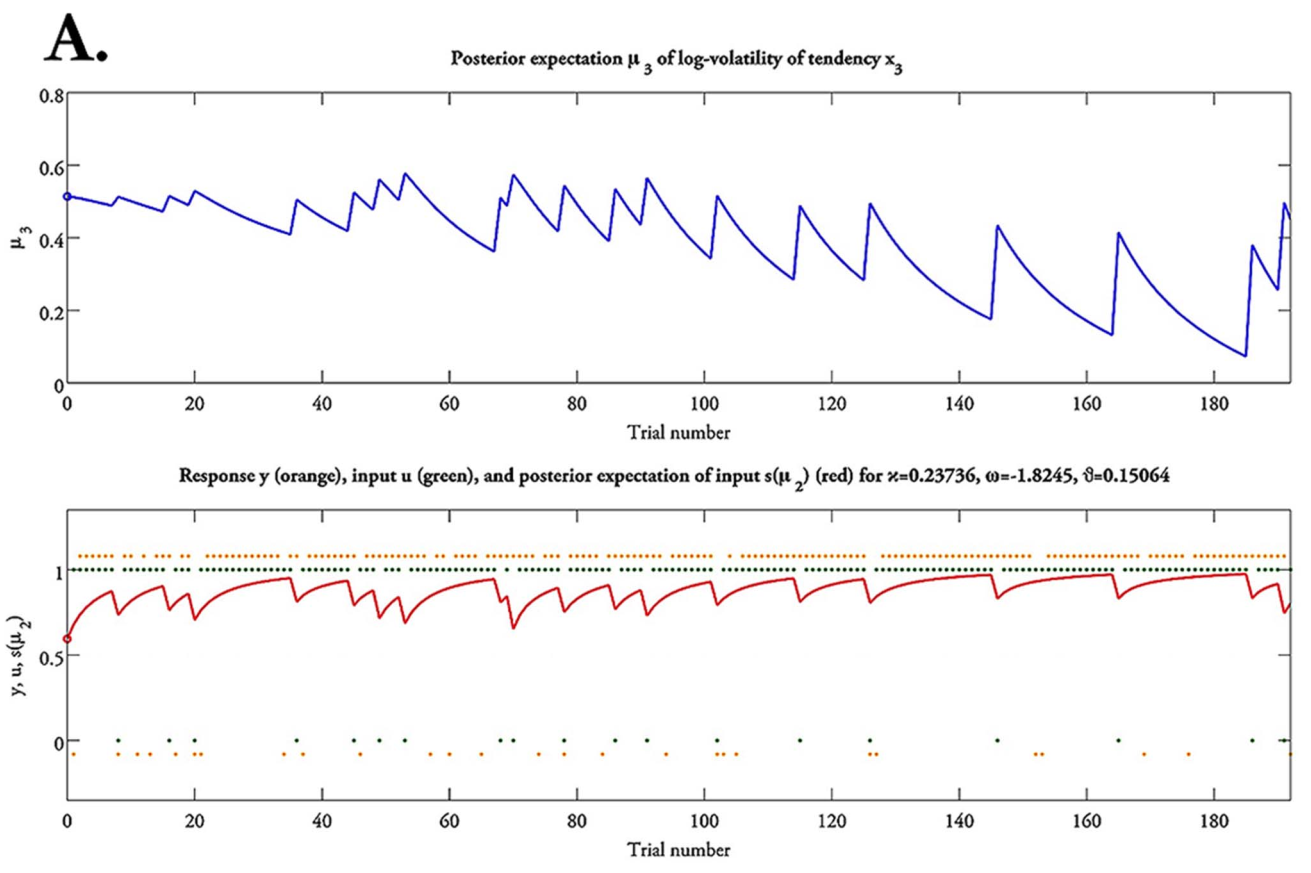 A.
Posterior expectation μ3 of log-volatility of tendency x3
0.8
0.6
0.4
0.2
0
μ3
0 20 40 60 80 100 120 140 160 180
Trial number
Response y (orange), input u (green), and posterior expectation of input s(μ2) (red) for ϰ=0.23736, ω=-1.8245, ϑ=0.15064
1
0.5
0
y, u, s(μ2)
0 20 40 60 80 100 120 140 160 180
Trial number